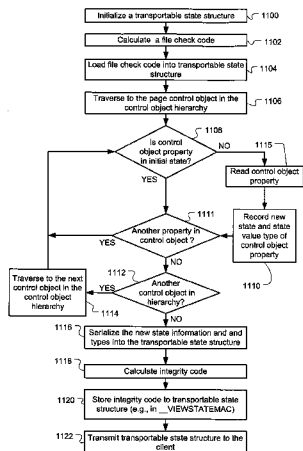 Initialize a transportable state structure
1100
Calculate a file check code
1102
Load file check code into transportable state
structure
1104
Traverse to the page control object in the
control object hierarchy
1106
1108
Is control
object property
in initial state?
NO
YES
1115
Read control object
property
Record new
state and state
value type of
control object
property
1110
1111
Another property in
control object ?
YES
NO
1112
Another
control object in
hierarchy?
YES
NO
Traverse to the next
control object in the
control object
hierarchy
1114
1116
Serialize the new state information and and
types into the transportable state structure
1118
Calculate integrity code
1120
Store integrity code to transportable state
structure (e.g., in __VIEWSTATEMAC)
1122
Transmit transportable state structure to the
client